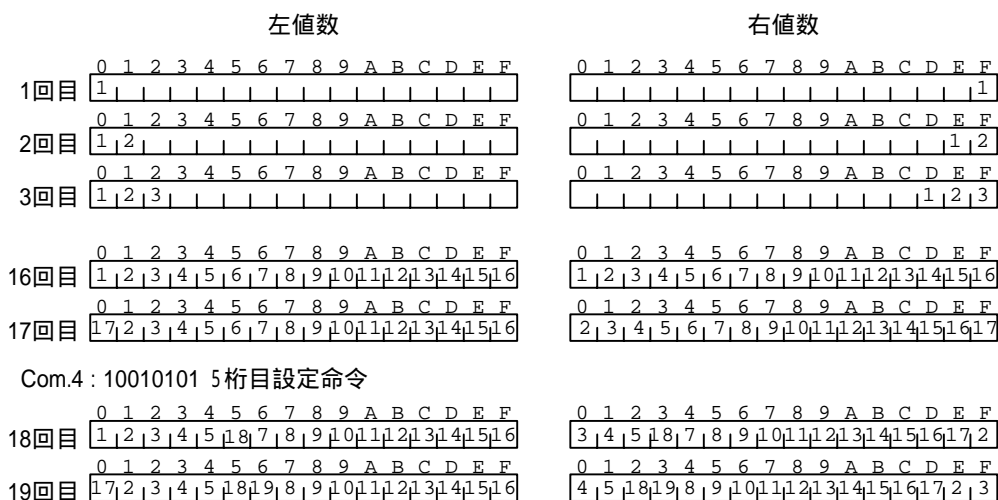 左値数 右値数
0 1 2 3 4 5 6 7 8 9 A B C D E F 0 1 2 3 4 5 6 7 8 9 A B C D E F
1回目 1 1
0 1 2 3 4 5 6 7 8 9 A B C D E F 0 1 2 3 4 5 6 7 8 9 A B C D E F
2回目 1 2 1 2
0 1 2 3 4 5 6 7 8 9 A B C D E F 0 1 2 3 4 5 6 7 8 9 A B C D E F
3回目 1 2 3 1 2 3
0 1 2 3 4 5 6 7 8 9 A B C D E F 0 1 2 3 4 5 6 7 8 9 A B C D E F
16回目 1 2 3 4 5 6 7 8 9 10 11 12 13 14 15 16 1 2 3 4 5 6 7 8 9 10 11 12 13 14 15 16
0 1 2 3 4 5 6 7 8 9 A B C D E F 0 1 2 3 4 5 6 7 8 9 A B C D E F
17回目 17 2 3 4 5 6 7 8 9 10 11 12 13 14 15 16 2 3 4 5 6 7 8 9 10 11 12 13 14 15 16 17
Com.4 : 10010101 5桁目設定命令
0 1 2 3 4 5 6 7 8 9 A B C D E F 0 1 2 3 4 5 6 7 8 9 A B C D E F
18回目 1 2 3 4 5 18 7 8 9 10 11 12 13 14 15 16 3 4 5 18 7 8 9 10 11 12 13 14 15 16 17 2
0 1 2 3 4 5 6 7 8 9 A B C D E F 0 1 2 3 4 5 6 7 8 9 A B C D E F
19回目 17 2 3 4 5 18 19 8 9 10 11 12 13 14 15 16 4 5 18 19 8 9 10 11 12 13 14 15 16 17 2 3